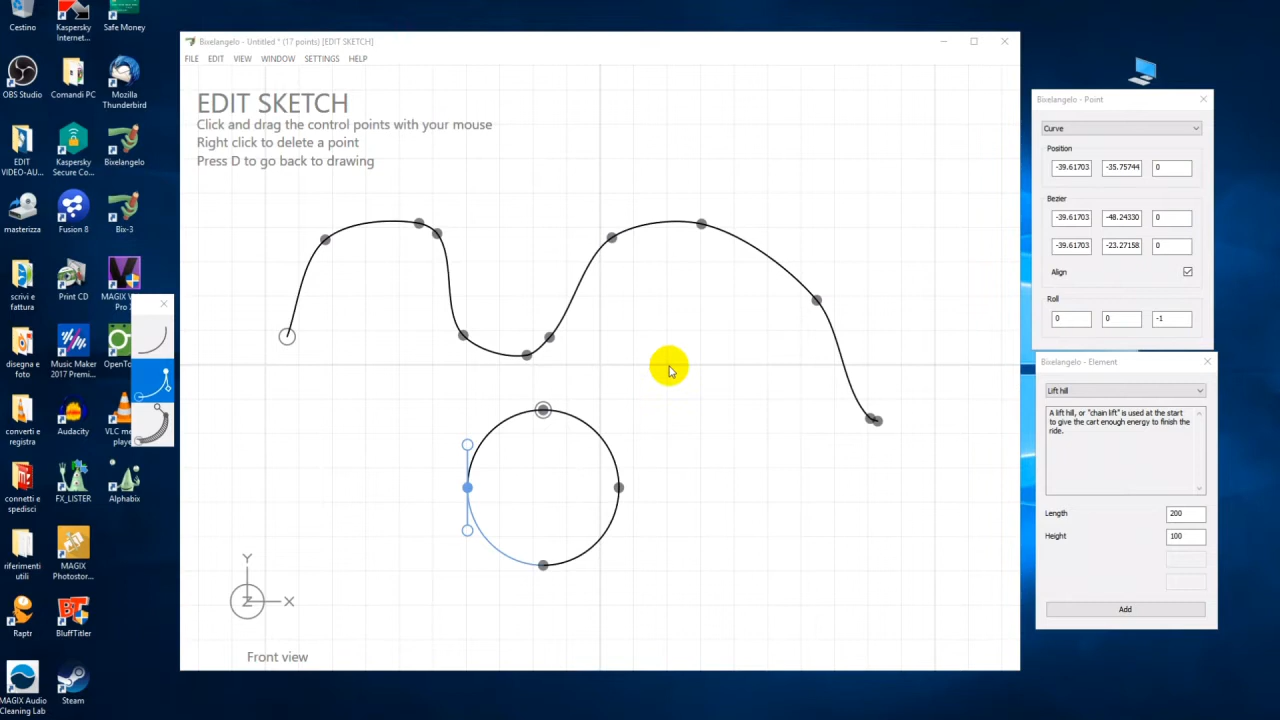 Cestino
Kaspersky
Internet...
Safe Money
OBS Studio
Comandi PC
Mozilla
Thunderbird
EDIT
VIDEO-AU...
Kaspersky
Secure Co...
Bixelangelo
masterizza
Fusion 8
Bix-3
scrivi e
fattura
Print CD
MAGIX V
Pro
disegna e
foto
Music Maker
2017 Premi...
OpenTo
converti e
registra
Audacity
VLC me
player
connetti e
spedisci
FX_LISTER
Alphabix
riferimenti
utili
MAGIX
Photostor...
Raptr
BluffTitler
MAGIX Audio
Cleaning Lab
Steam
Bixelangelo - Untitled * (17 points) [EDIT SKETCH]
FILE EDIT VIEW WINDOW SETTINGS HELP
EDIT SKETCH
Click and drag the control points with your mouse
Right click to delete a point
Press D to go back to drawing
Y
Z X
Front view
Bixelangelo - Point
Curve
Position
-39.61703 -35.75744 0
Bezier
-39.61703 -48.24330 0
-39.61703 -23.27158 0
Align
Roll
0 0 -1
Bixelangelo - Element
Lift hill
A lift hill, or "chain lift" is used at the start
to give the cart enough energy to finish the
ride.
Length 200
Height 100
Add